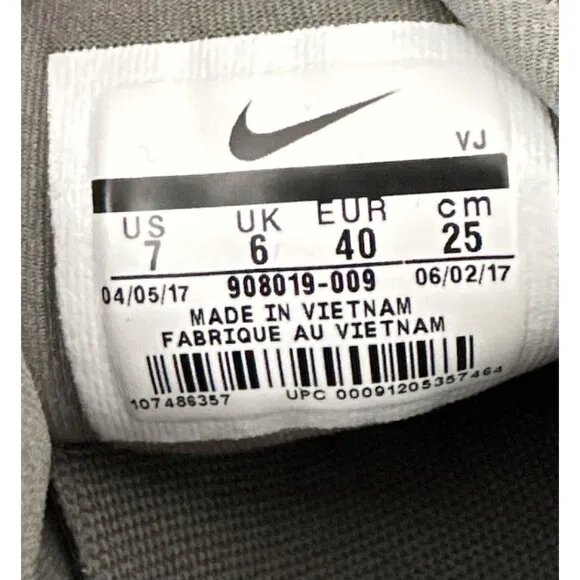 VJ
US UK EUR cm
7 6 40 25
04/05/17 908019-009 06/02/17
MADE IN VIETNAM
FABRIQUE AU VIETNAM
107486357 UPC 00091205357464